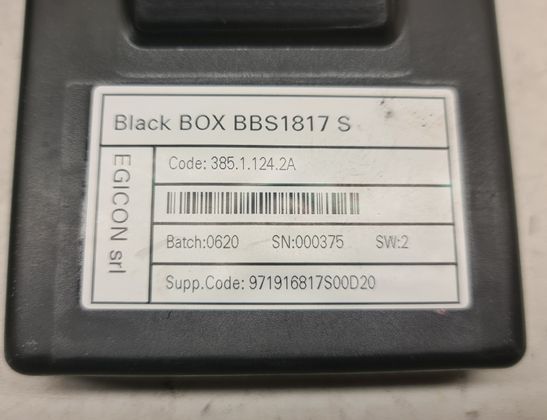 Black BOX BBS1817 S
EGICON srl
Code: 385.1.124.2A
Batch:0620 SN:000375 SW:2
Supp.Code: 971916817S00D20